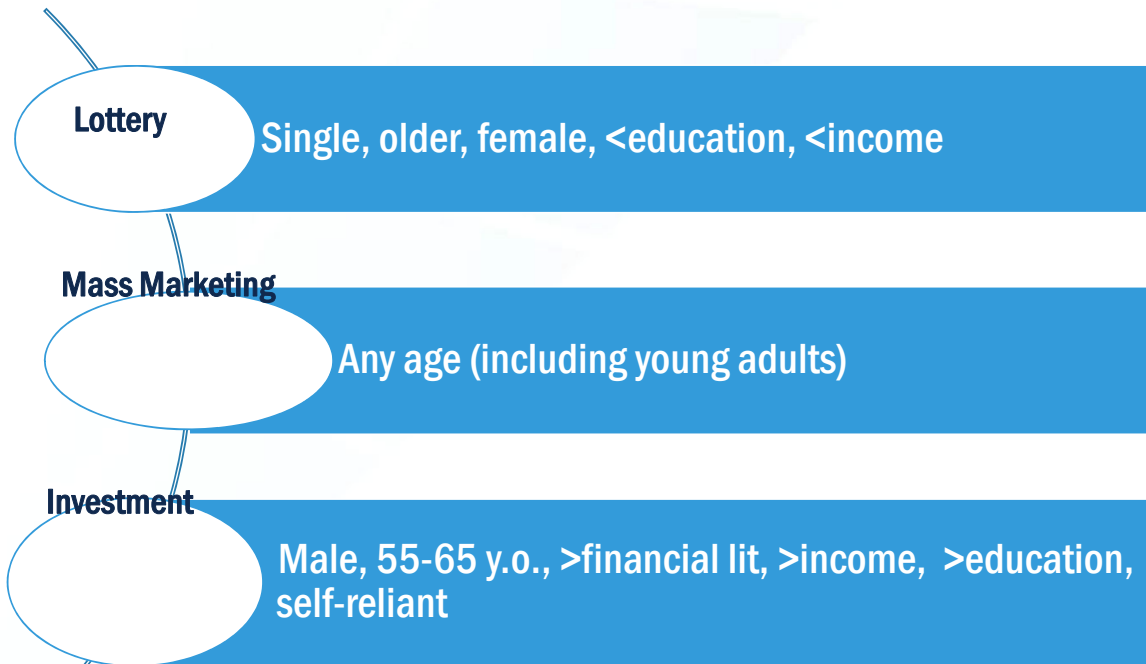 Lottery
Single, older, female, <education, <income
Mass Marketing
Any age (including young adults)
Investment
Male, 55-65 y.o., >financial lit, >income, >education,
self-reliant